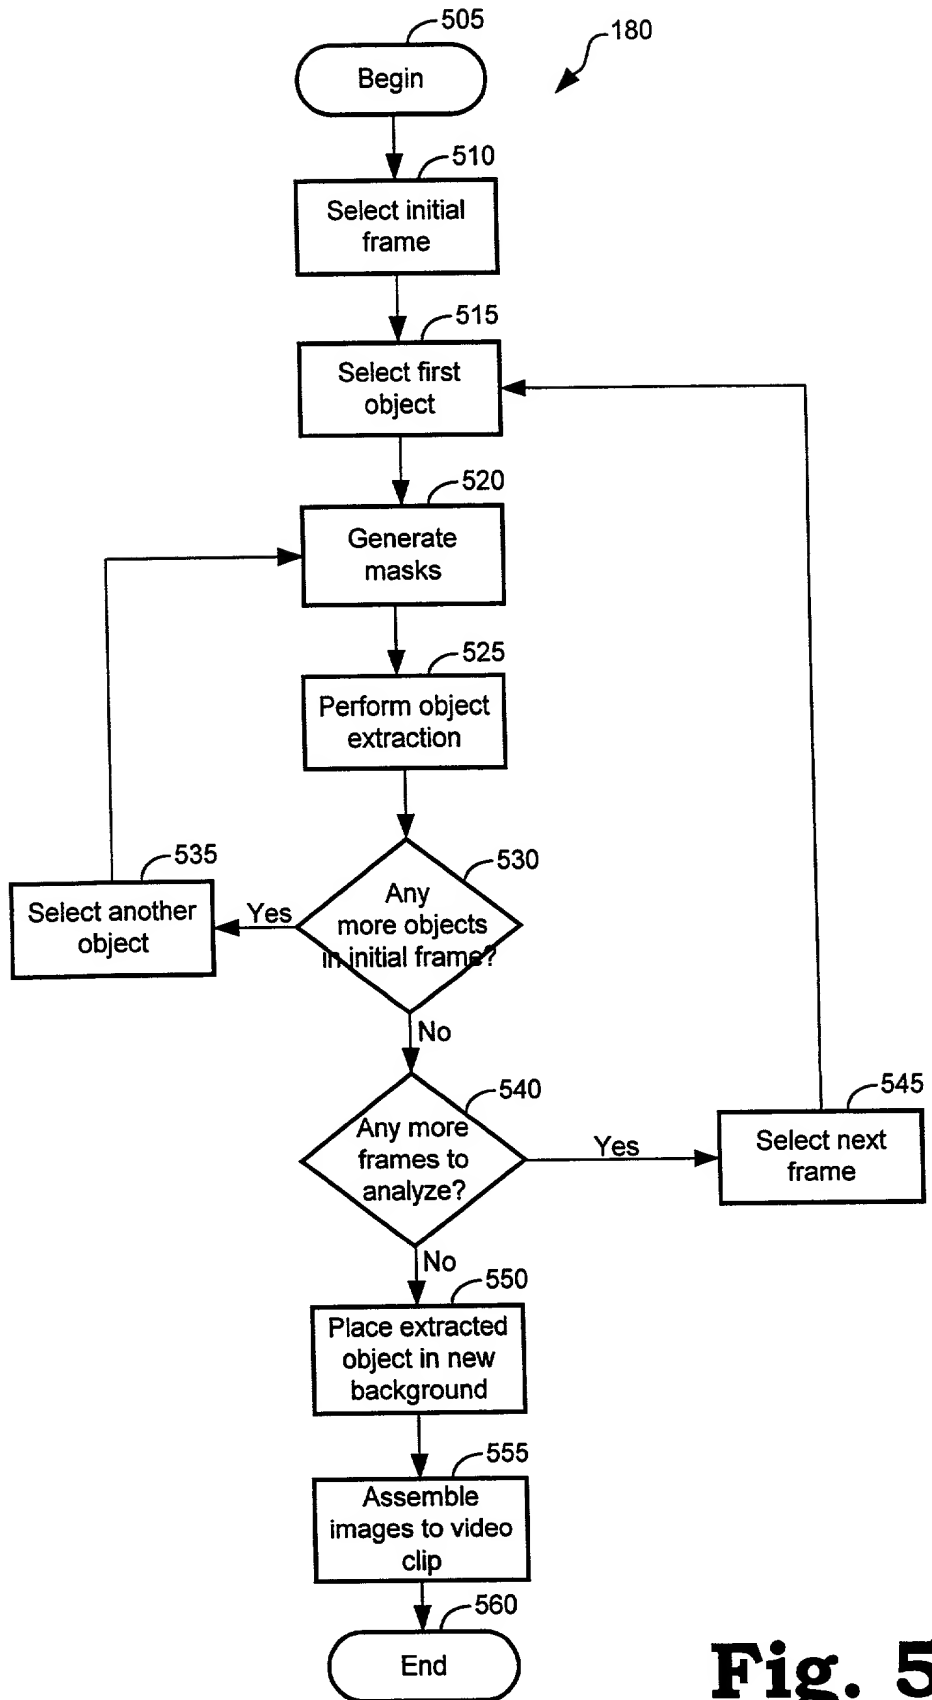 505
180
Begin
510
Select initial
frame
515
Select first
object
520
Generate
masks
525
Perform object
extraction
535
530
Select another
object
Yes
Any
more objects
in initial frame?
No
540
545
Any more
frames to
analyze?
Yes
Select next
frame
No
550
Place extracted
object in new
background
555
Assemble
images to video
clip
560
End
Fig. 5